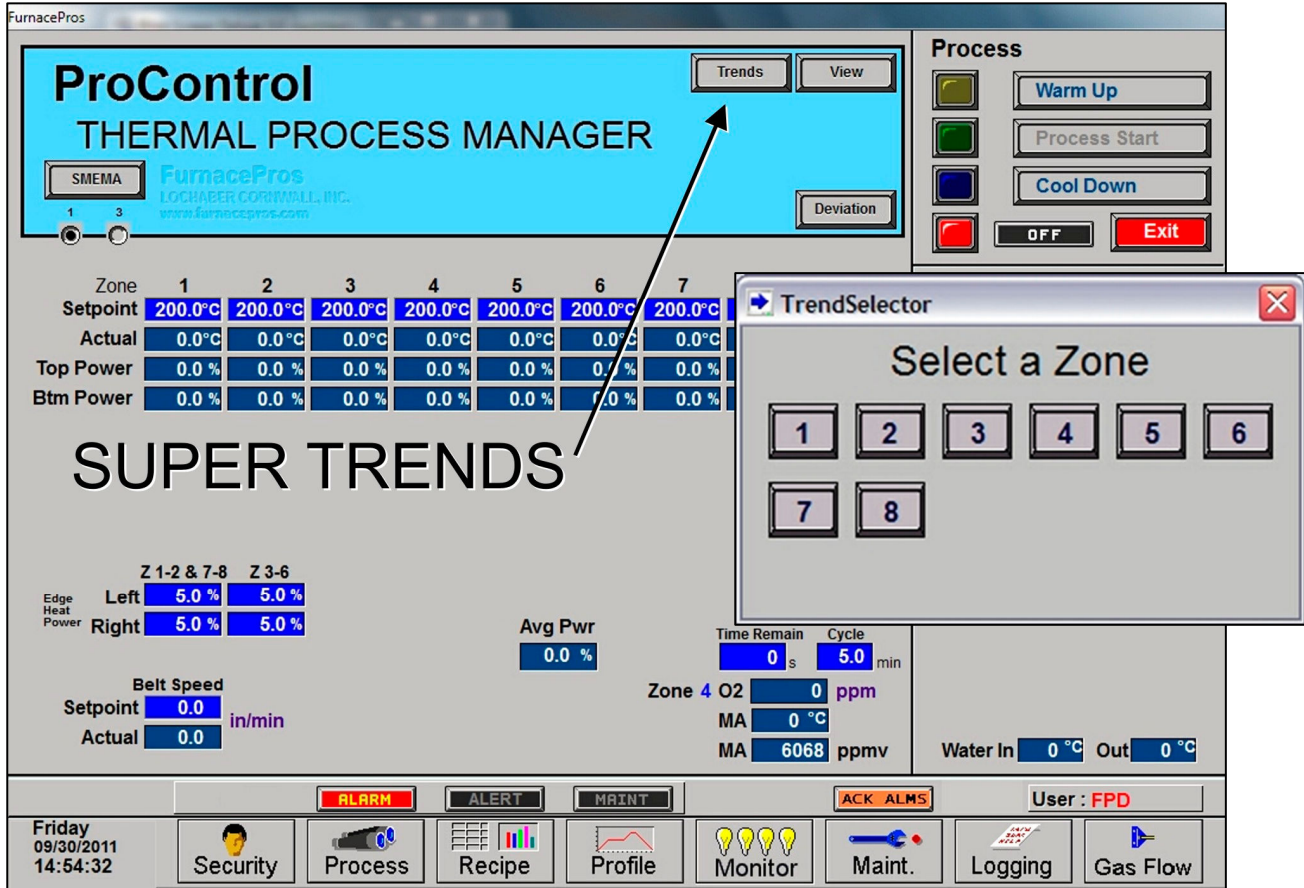 FurnacePros
ProControl
THERMAL PROCESS MANAGER
Trends
View
SMEMA
FurnacePros
LOCHABER CORNWALL, INC.
www.furnacepros.com
1 3
Deviation
Process
Warm Up
Process Start
Cool Down
OFF
Exit
Zone 1 2 3 4 5 6 7
Setpoint 200.0°C 200.0°C 200.0°C 200.0°C 200.0°C 200.0°C 200.0°C
Actual 0.0°C 0.0°C 0.0°C 0.0°C 0.0°C 0.0°C 0.0°C
Top Power 0.0 % 0.0 % 0.0 % 0.0 % 0.0 % 0.0 % 0.0 %
Btm Power 0.0 % 0.0 % 0.0 % 0.0 % 0.0 % 0.0 % 0.0 %
SUPER TRENDS
TrendSelector
Select a Zone
1 2 3 4 5 6
7 8
Z 1-2 & 7-8 Z 3-6
Edge Heat Power
Left 5.0 % 5.0 %
Right 5.0 % 5.0 %
Avg Pwr
0.0 %
Time Remain Cycle
0 s 5.0 min
Belt Speed
Setpoint 0.0
in/min
Actual 0.0
Zone 4 O2 0 ppm
MA 0 °C
MA 6068 ppmv
Water In 0 °C Out 0 °C
ALARM
ALERT
MAINT
ACK ALMS
User : FPD
Friday
09/30/2011
14:54:32
Security
Process
Recipe
Profile
Monitor
Maint.
Logging
Gas Flow